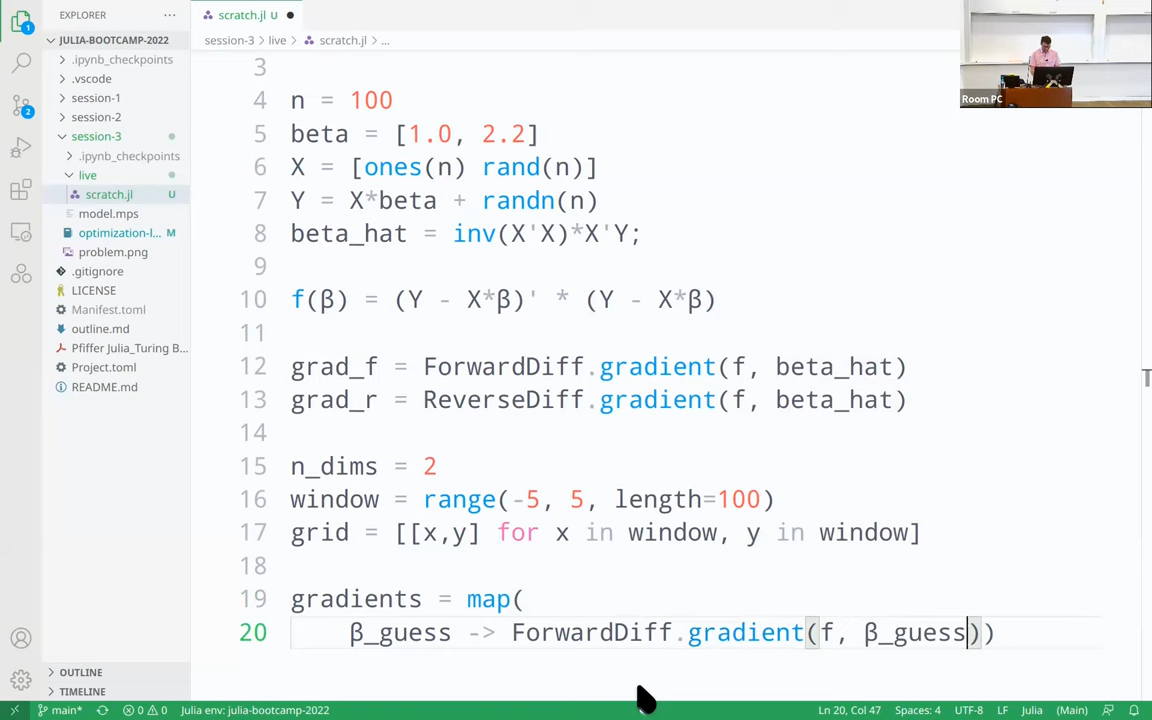 EXPLORER
JULIA-BOOTCAMP-2022
.ipynb_checkpoints
.vscode
session-1
session-2
session-3
.ipynb_checkpoints
live
scratch.jl U
model.mps
optimization-l... M
problem.png
.gitignore
LICENSE
Manifest.toml
outline.md
Pfiffer Julia_Turing B...
Project.toml
README.md
OUTLINE
TIMELINE
1
2
scratch.jl U
session-3 > live > scratch.jl > ...
3
4 n = 100
5 beta = [1.0, 2.2]
6 X = [ones(n) rand(n)]
7 Y = X*beta + randn(n)
8 beta_hat = inv(X'X)*X'Y;
9
10 f(β) = (Y - X*β)' * (Y - X*β)
11
12 grad_f = ForwardDiff.gradient(f, beta_hat)
13 grad_r = ReverseDiff.gradient(f, beta_hat)
14
15 n_dims = 2
16 window = range(-5, 5, length=100)
17 grid = [[x,y] for x in window, y in window]
18
19 gradients = map(
20 β_guess -> ForwardDiff.gradient(f, β_guess))
Room PC
main* 0 0 Julia env: julia-bootcamp-2022 Ln 20, Col 47 Spaces: 4 UTF-8 LF Julia (Main)